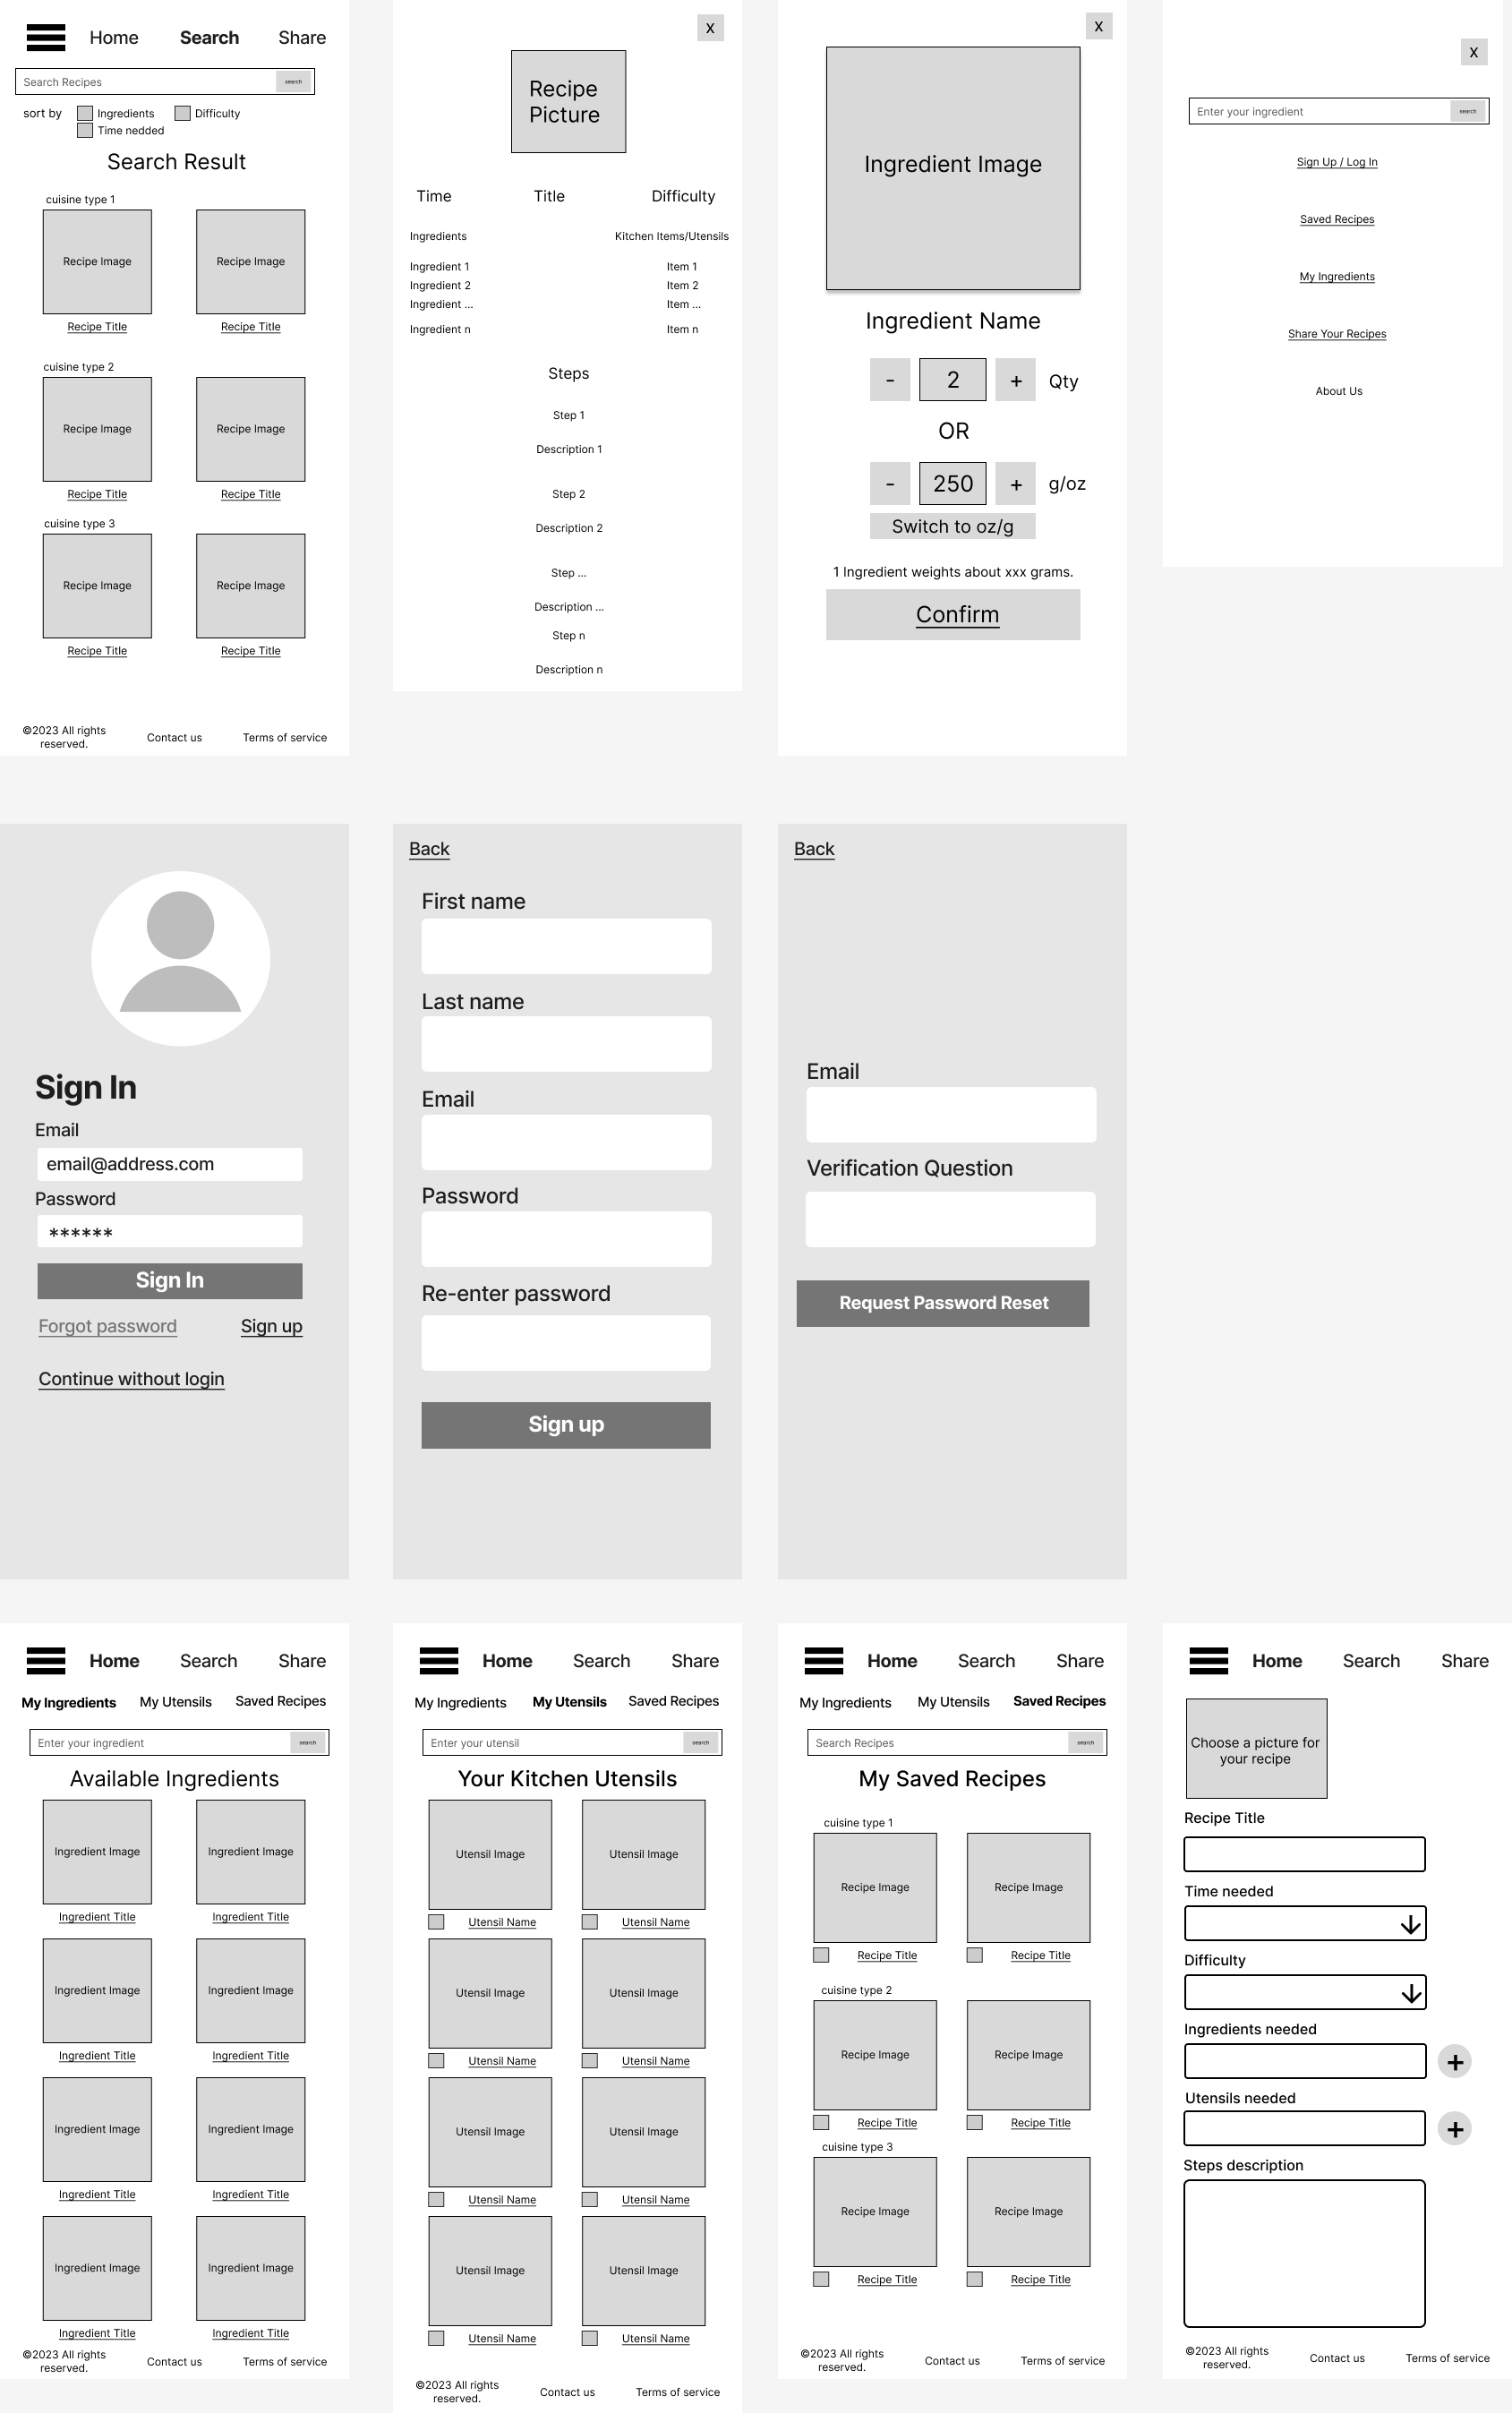 Home Search Share
Search Recipes search
sort by Ingredients Difficulty
Time nedded
Search Result
cuisine type 1
Recipe Image Recipe Image
Recipe Title Recipe Title
cuisine type 2
Recipe Image Recipe Image
Recipe Title Recipe Title
cuisine type 3
Recipe Image Recipe Image
Recipe Title Recipe Title
©2023 All rights
reserved.
Contact us
Terms of service
X
Recipe
Picture
Time Title Difficulty
Ingredients Kitchen Items/Utensils
Ingredient 1 Item 1
Ingredient 2 Item 2
Ingredient ... Item ...
Ingredient n Item n
Steps
Step 1
Description 1
Step 2
Description 2
Step ...
Description ...
Step n
Description n
X
Ingredient Image
Ingredient Name
- 2 + Qty
OR
- 250 + g/oz
Switch to oz/g
1 Ingredient weights about xxx grams.
Confirm
X
Enter your ingredient search
Sign Up / Log In
Saved Recipes
My Ingredients
Share Your Recipes
About Us
Sign In
Email
email@address.com
Password
******
Sign In
Forgot password Sign up
Continue without login
Back
First name
Last name
Email
Password
Re-enter password
Sign up
Back
Email
Verification Question
Request Password Reset
Home Search Share
My Ingredients My Utensils Saved Recipes
Enter your ingredient search
Available Ingredients
Ingredient Image Ingredient Image
Ingredient Title Ingredient Title
Ingredient Image Ingredient Image
Ingredient Title Ingredient Title
Ingredient Image Ingredient Image
Ingredient Title Ingredient Title
Ingredient Image Ingredient Image
Ingredient Title Ingredient Title
©2023 All rights
reserved.
Contact us
Terms of service
Home Search Share
My Ingredients My Utensils Saved Recipes
Enter your utensil search
Your Kitchen Utensils
Utensil Image Utensil Image
Utensil Name Utensil Name
Utensil Image Utensil Image
Utensil Name Utensil Name
Utensil Image Utensil Image
Utensil Name Utensil Name
Utensil Image Utensil Image
Utensil Name Utensil Name
©2023 All rights
reserved.
Contact us
Terms of service
Home Search Share
My Ingredients My Utensils Saved Recipes
Search Recipes search
My Saved Recipes
cuisine type 1
Recipe Image Recipe Image
Recipe Title Recipe Title
cuisine type 2
Recipe Image Recipe Image
Recipe Title Recipe Title
cuisine type 3
Recipe Image Recipe Image
Recipe Title Recipe Title
©2023 All rights
reserved.
Contact us
Terms of service
Home Search Share
Choose a picture for
your recipe
Recipe Title
Time needed
Difficulty
Ingredients needed
+
Utensils needed
+
Steps description
©2023 All rights
reserved.
Contact us
Terms of service